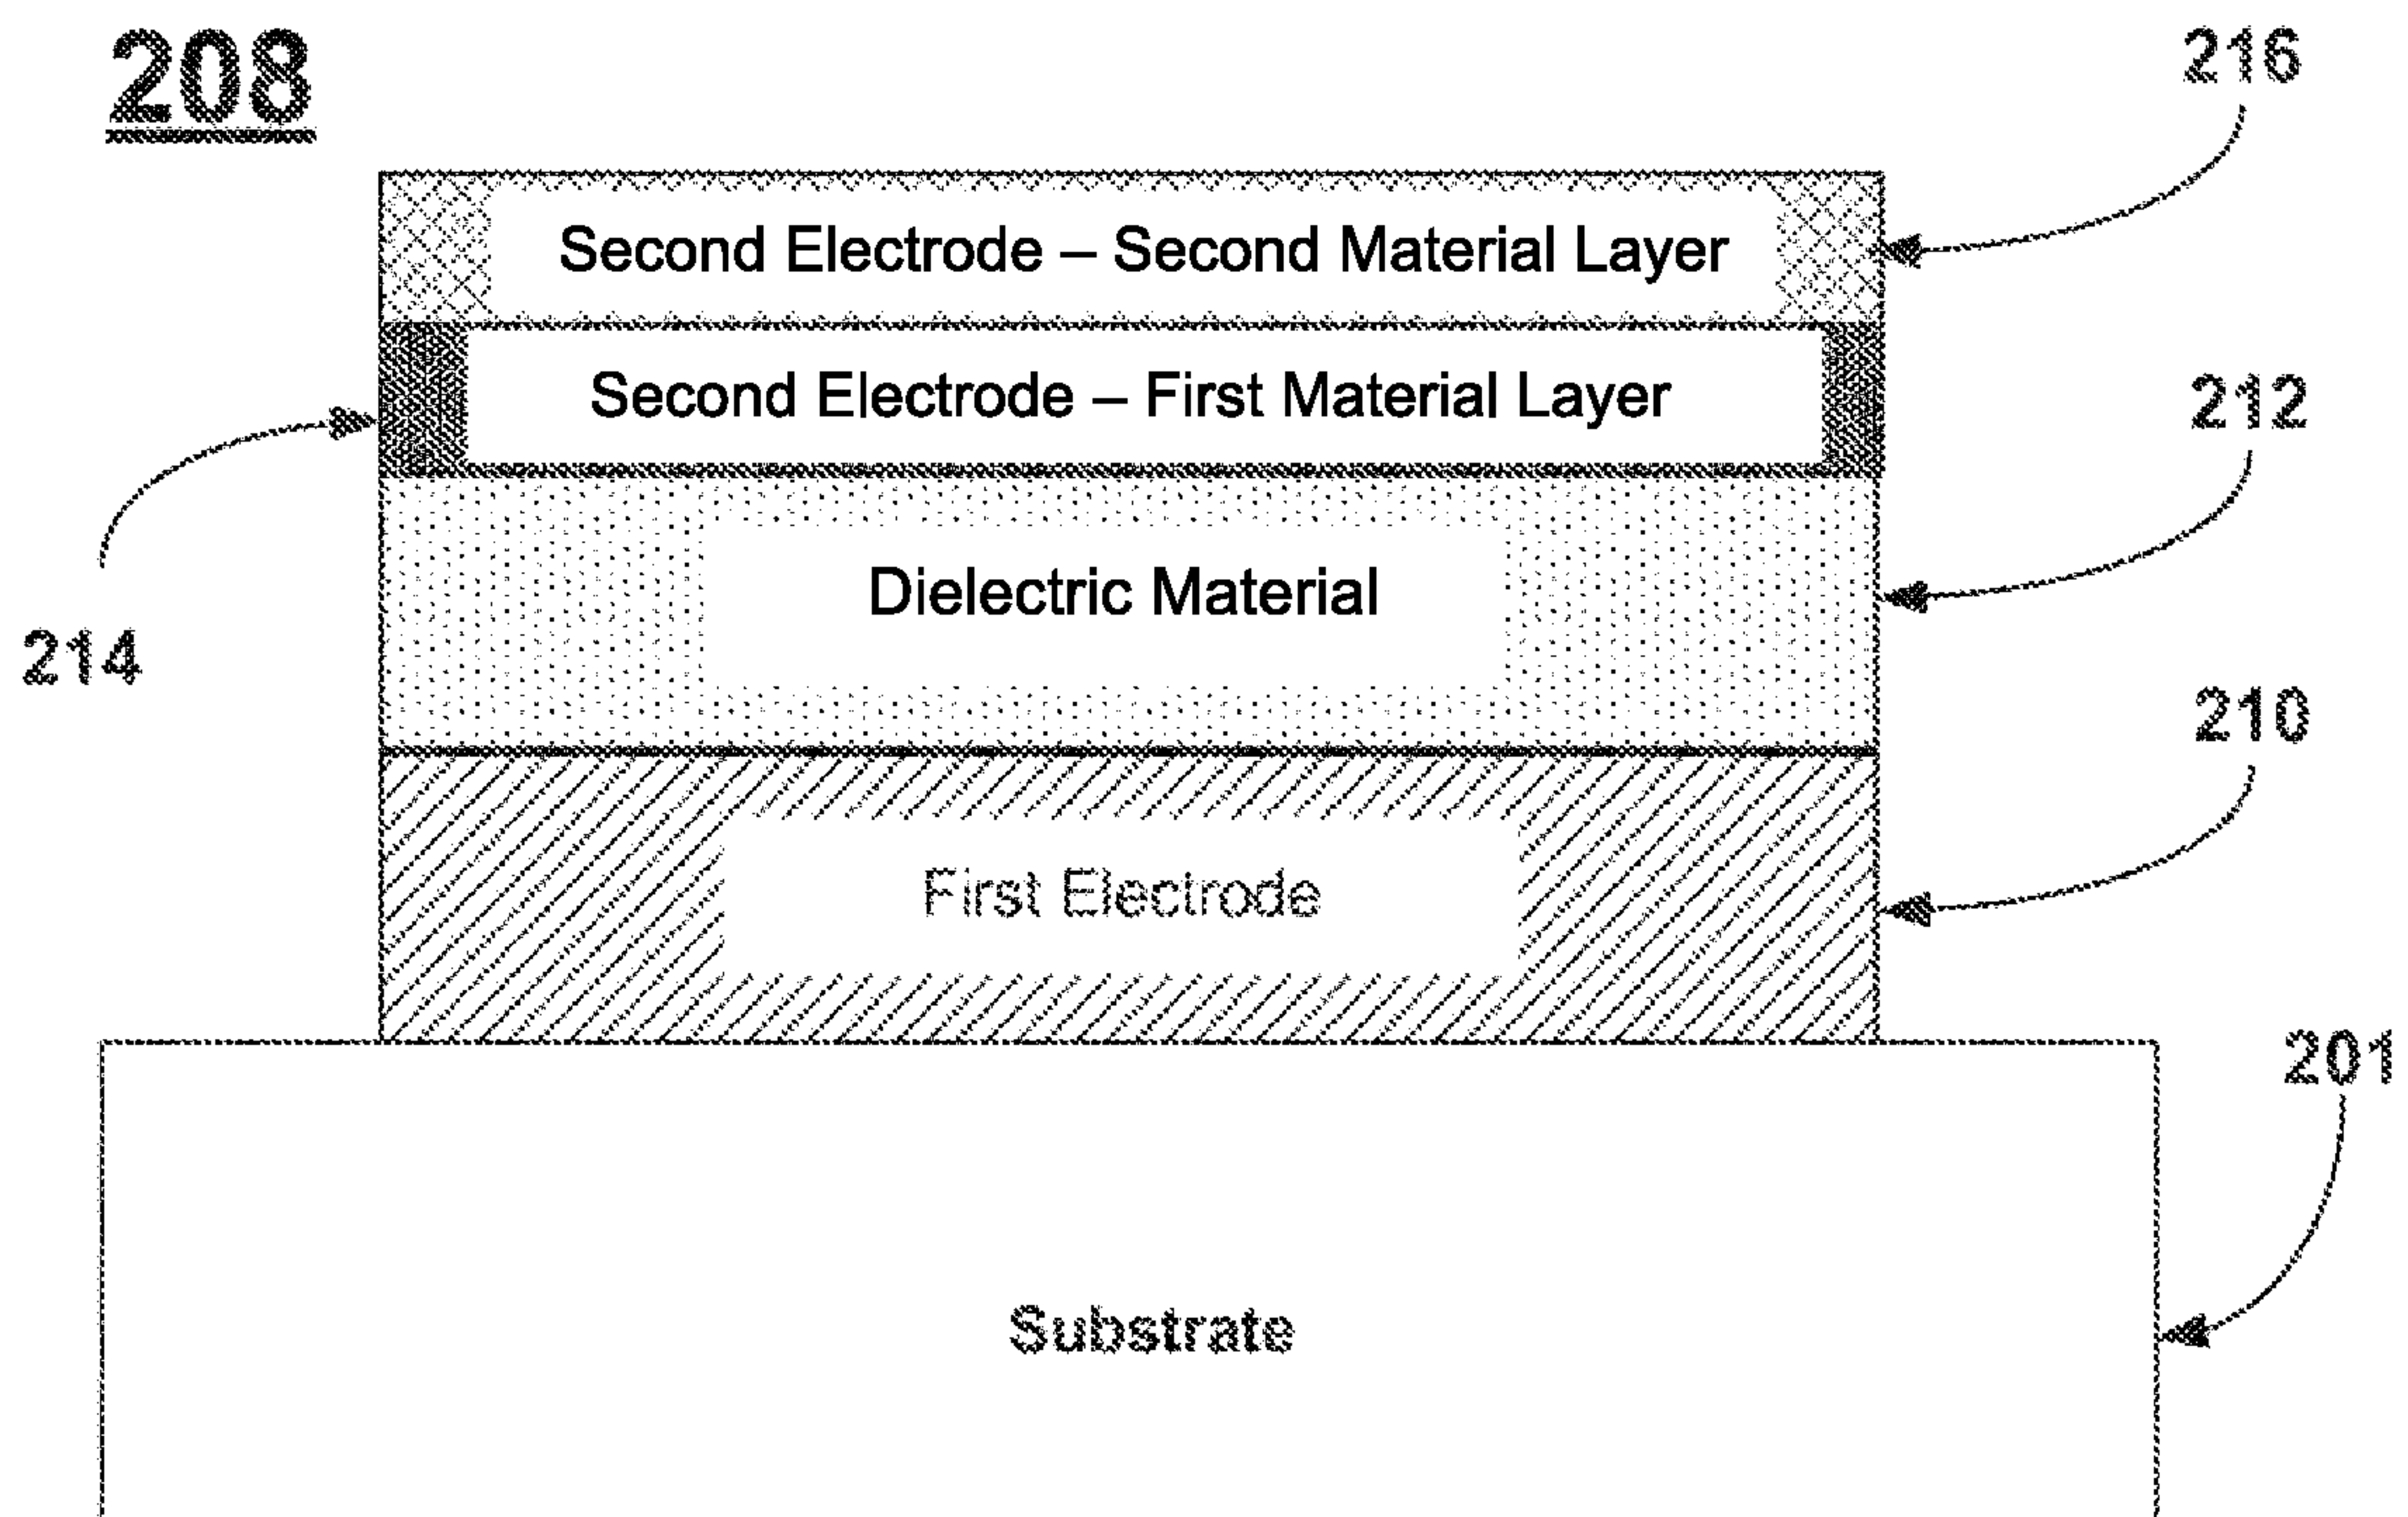 208
216
Second Electrode – Second Material Layer
Second Electrode – First Material Layer
212
Dielectric Material
214
210
First Electrode
201
Substrate